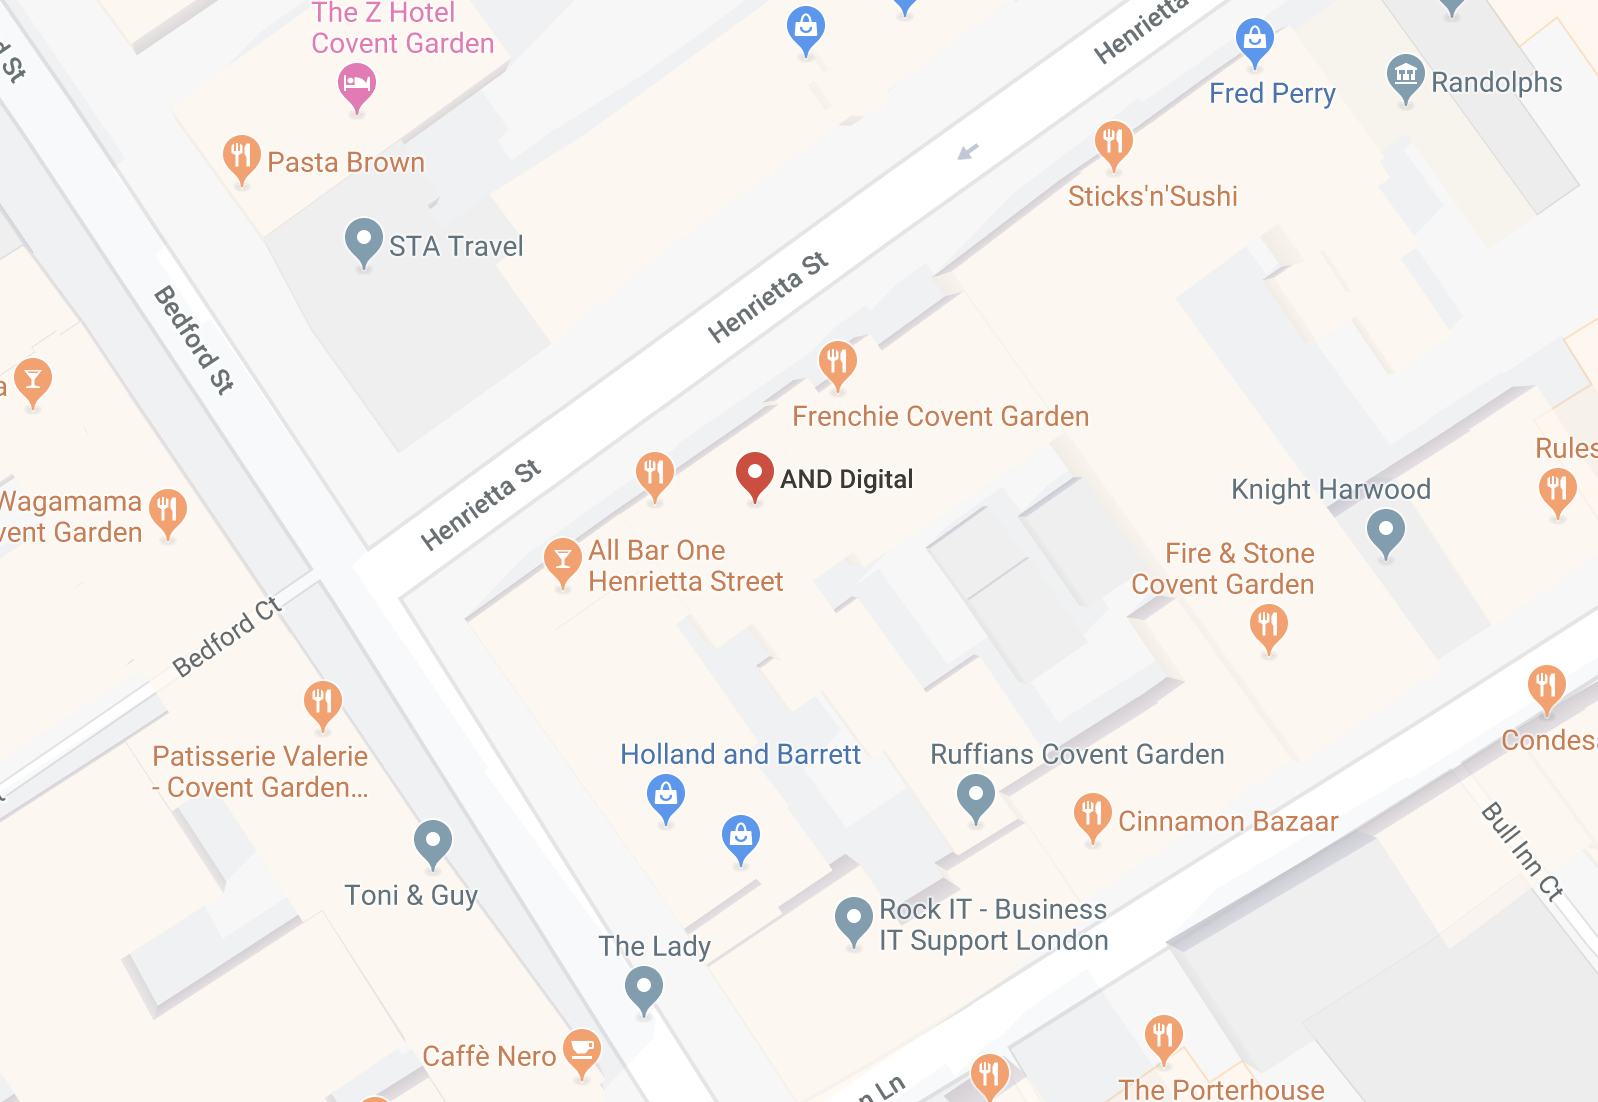 The Z Hotel
Covent Garden
Henrietta
d St
Fred Perry
Randolphs
Pasta Brown
Sticks'n'Sushi
STA Travel
Henrietta St
Bedford St
a
Frenchie Covent Garden
Rules
AND Digital
Knight Harwood
Henrietta St
Wagamama
vent Garden
All Bar One
Henrietta Street
Fire & Stone
Covent Garden
Bedford Ct
Patisserie Valerie
- Covent Garden...
Holland and Barrett
Ruffians Covent Garden
Condesa
Cinnamon Bazaar
Bull Inn Ct
Toni & Guy
Rock IT - Business
IT Support London
The Lady
Caffè Nero
n Ln
The Porterhouse